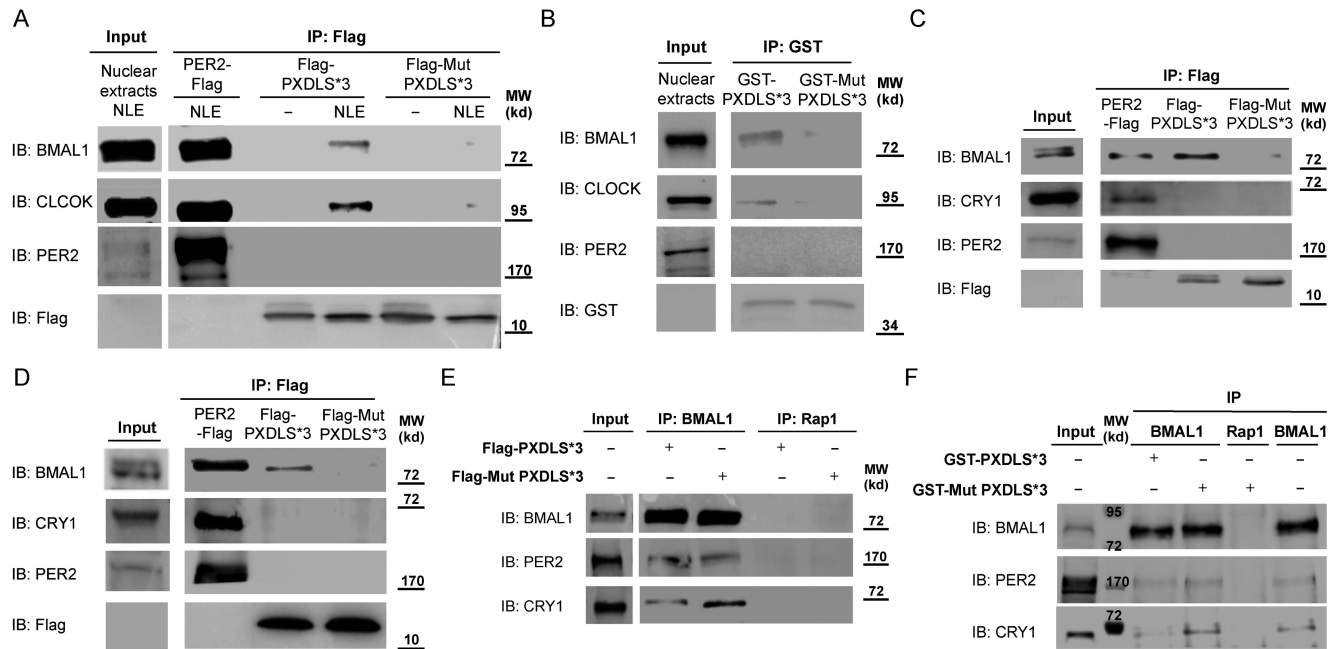 A
Input
IP: Flag
Nuclear
extracts
NLE
PER2-
Flag
NLE
Flag-
PXDLS*3
– NLE
Flag-Mut
PXDLS*3
– NLE
MW
(kd)
IB: BMAL1
72
IB: CLCOK
95
IB: PER2
170
IB: Flag
10
B
Input
IP: GST
Nuclear
extracts
GST-
PXDLS*3
GST-Mut
PXDLS*3
MW
(kd)
IB: BMAL1
72
IB: CLOCK
95
IB: PER2
170
IB: GST
34
C
IP: Flag
Input
PER2
-Flag
Flag-
PXDLS*3
Flag-Mut
PXDLS*3
MW
(kd)
IB: BMAL1
72
72
IB: CRY1
IB: PER2
170
IB: Flag
10
D
IP: Flag
Input
PER2
-Flag
Flag-
PXDLS*3
Flag-Mut
PXDLS*3
MW
(kd)
IB: BMAL1
72
72
IB: CRY1
IB: PER2
170
IB: Flag
10
E
Input IP: BMAL1 IP: Rap1
Flag-PXDLS*3 – + – + –
Flag-Mut PXDLS*3 – – + – +
MW
(kd)
IB: BMAL1
72
IB: PER2
170
IB: CRY1
72
F
IP
Input MW
(kd) BMAL1 Rap1 BMAL1
GST-PXDLS*3 – + – – –
GST-Mut PXDLS*3 – – + + –
95
IB: BMAL1
72
IB: PER2 170
72
IB: CRY1